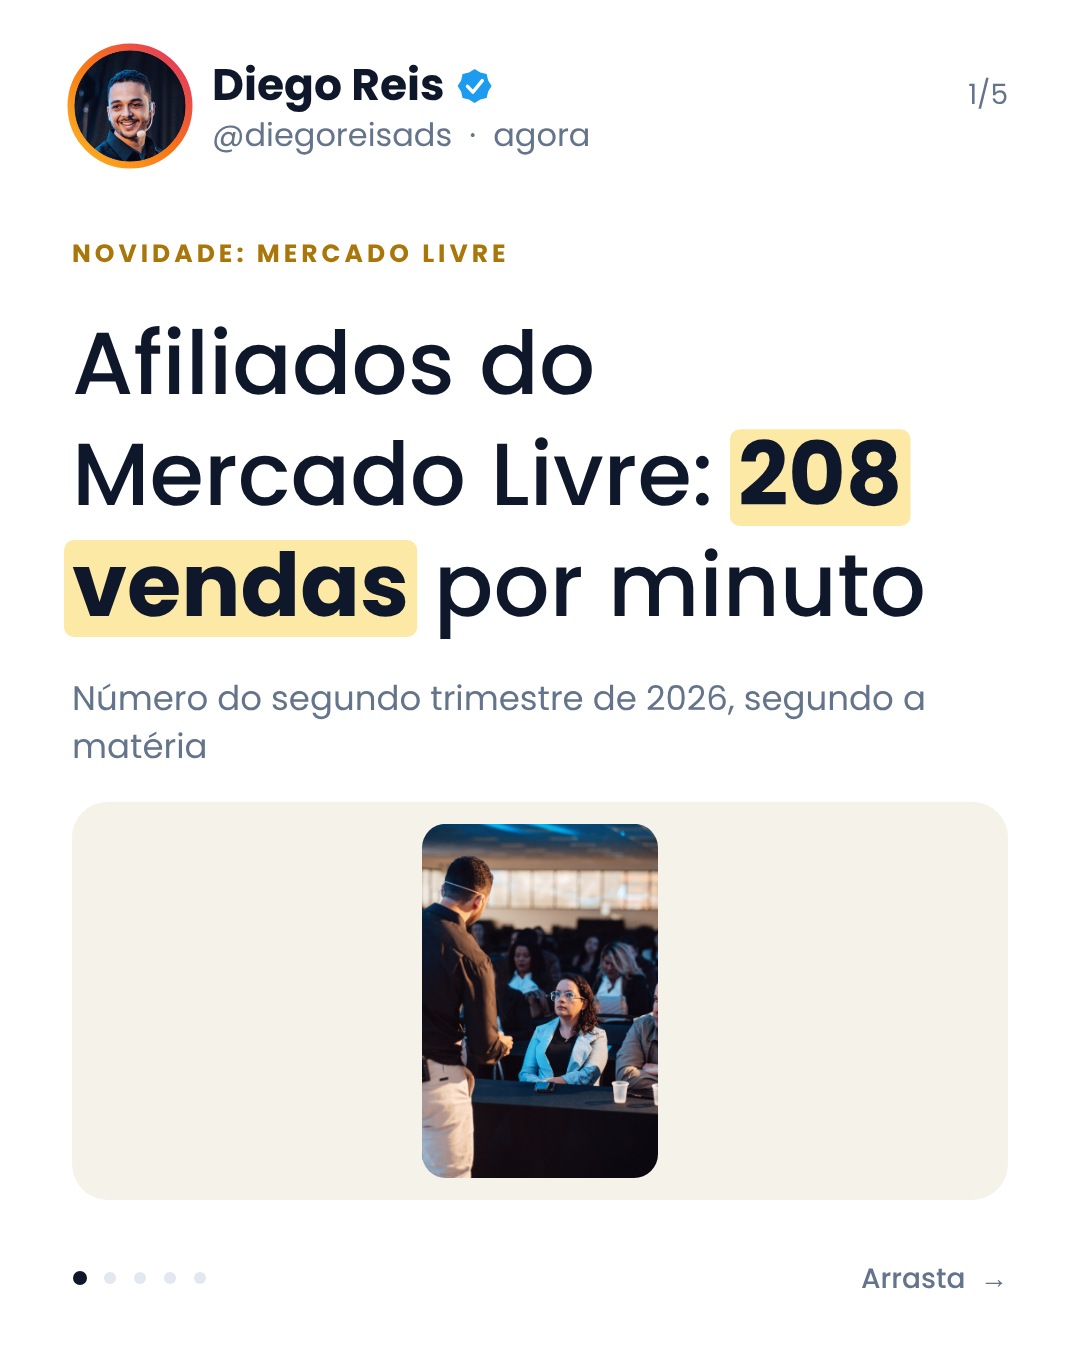 Diego Reis
1/5
@diegoreisads · agora
NOVIDADE: MERCADO LIVRE
Afiliados do
Mercado Livre: 208
vendas por minuto
Número do segundo trimestre de 2026, segundo a
matéria
Arrasta →